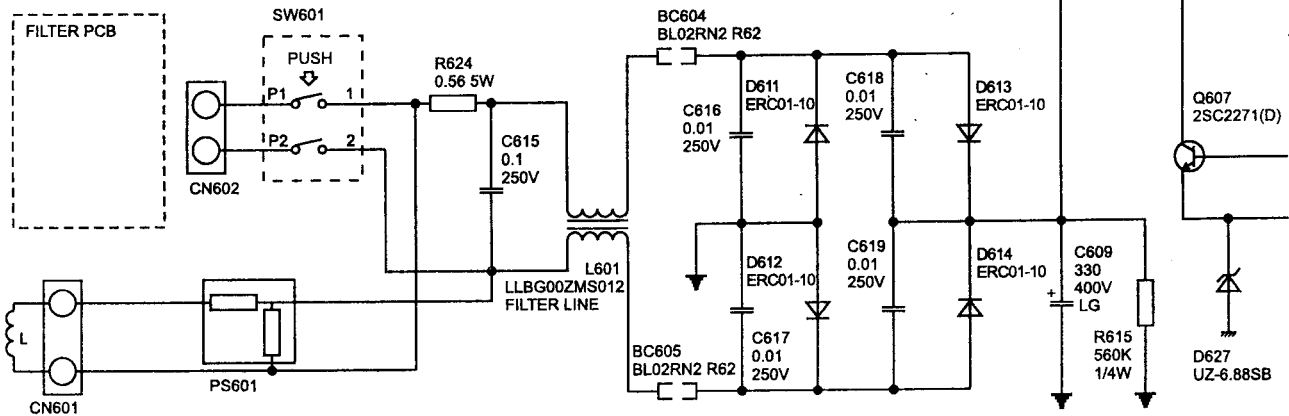 FILTER PCB
SW601
PUSH
P1
1
P2
2
CN602
R624
0.56 5W
C615
0.1
250V
L601
LLBG00ZMS012
FILTER LINE
L
CN601
PS601
BC604
BL02RN2 R62
C616
0.01
250V
D611
ERC01-10
C618
0.01
250V
D613
ERC01-10
D612
ERC01-10
C617
0.01
250V
C619
0.01
250V
D614
ERC01-10
BC605
BL02RN2 R62
+
C609
330
400V
LG
R615
560K
1/4W
Q607
2SC2271(D)
D627
UZ-6.88SB